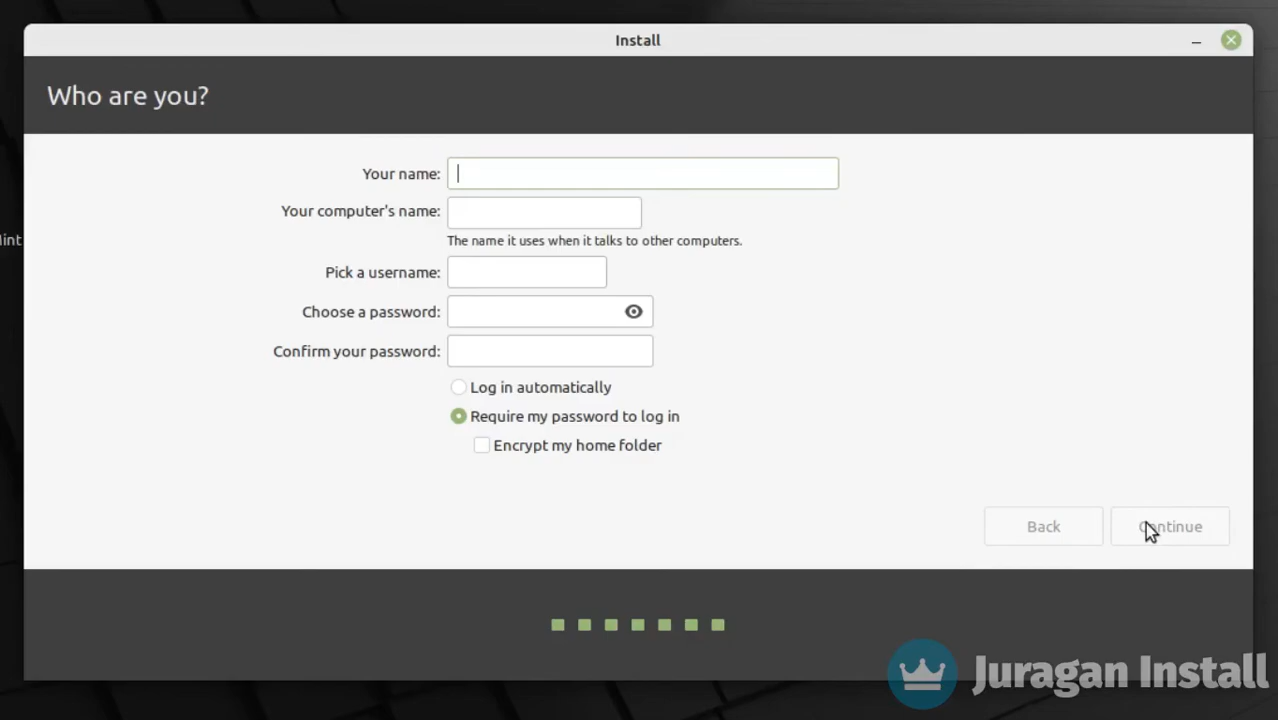 Install
Who are you?
Your name:
Your computer's name:
The name it uses when it talks to other computers.
Pick a username:
Choose a password:
Confirm your password:
Log in automatically
Require my password to log in
Encrypt my home folder
Back
Continue
Juragan Install